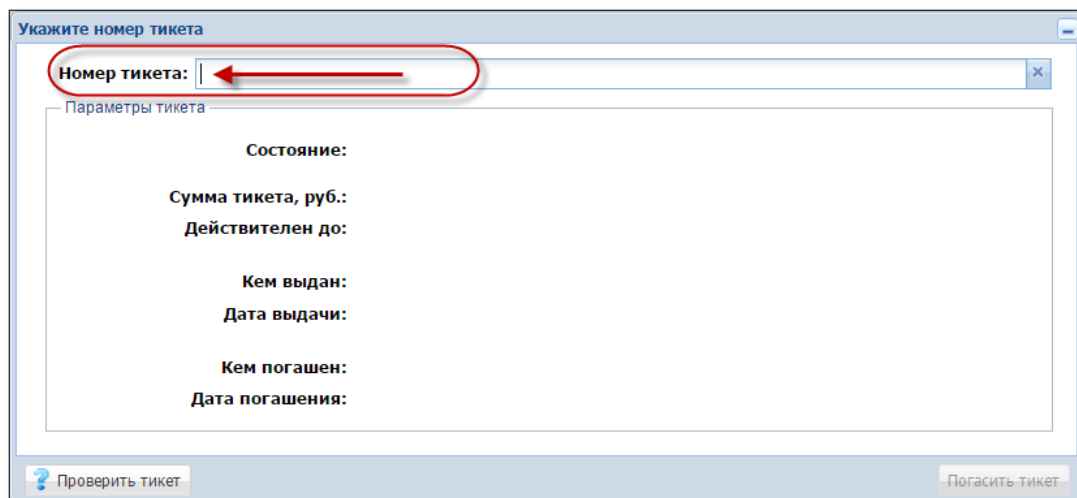 Укажите номер тикета
Номер тикета:
Параметры тикета
Состояние:
Сумма тикета, руб.:
Действителен до:
Кем выдан:
Дата выдачи:
Кем погашен:
Дата погашения:
Проверить тикет Погасить тикет